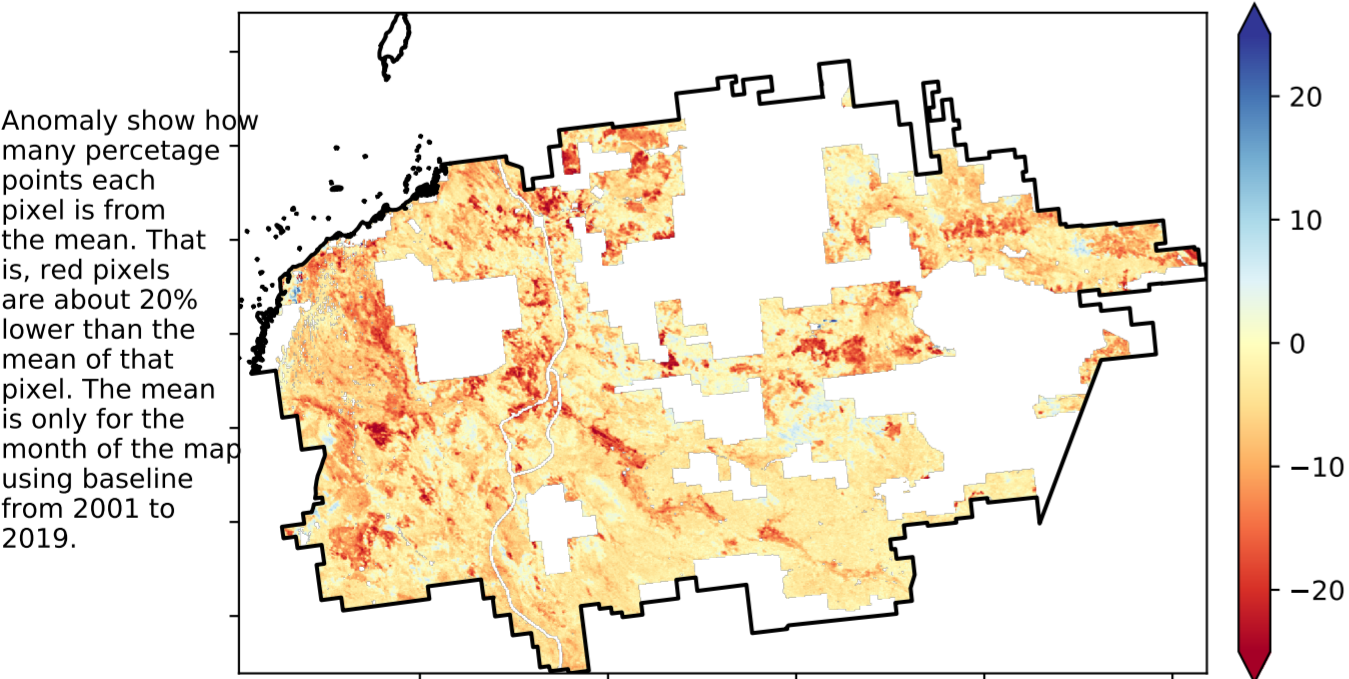 Anomaly show how
many percetage
points each
pixel is from
the mean. That
is, red pixels
are about 20%
lower than the
mean of that
pixel. The mean
is only for the
month of the map
using baseline
from 2001 to
2019.
20
10
0
−10
−20